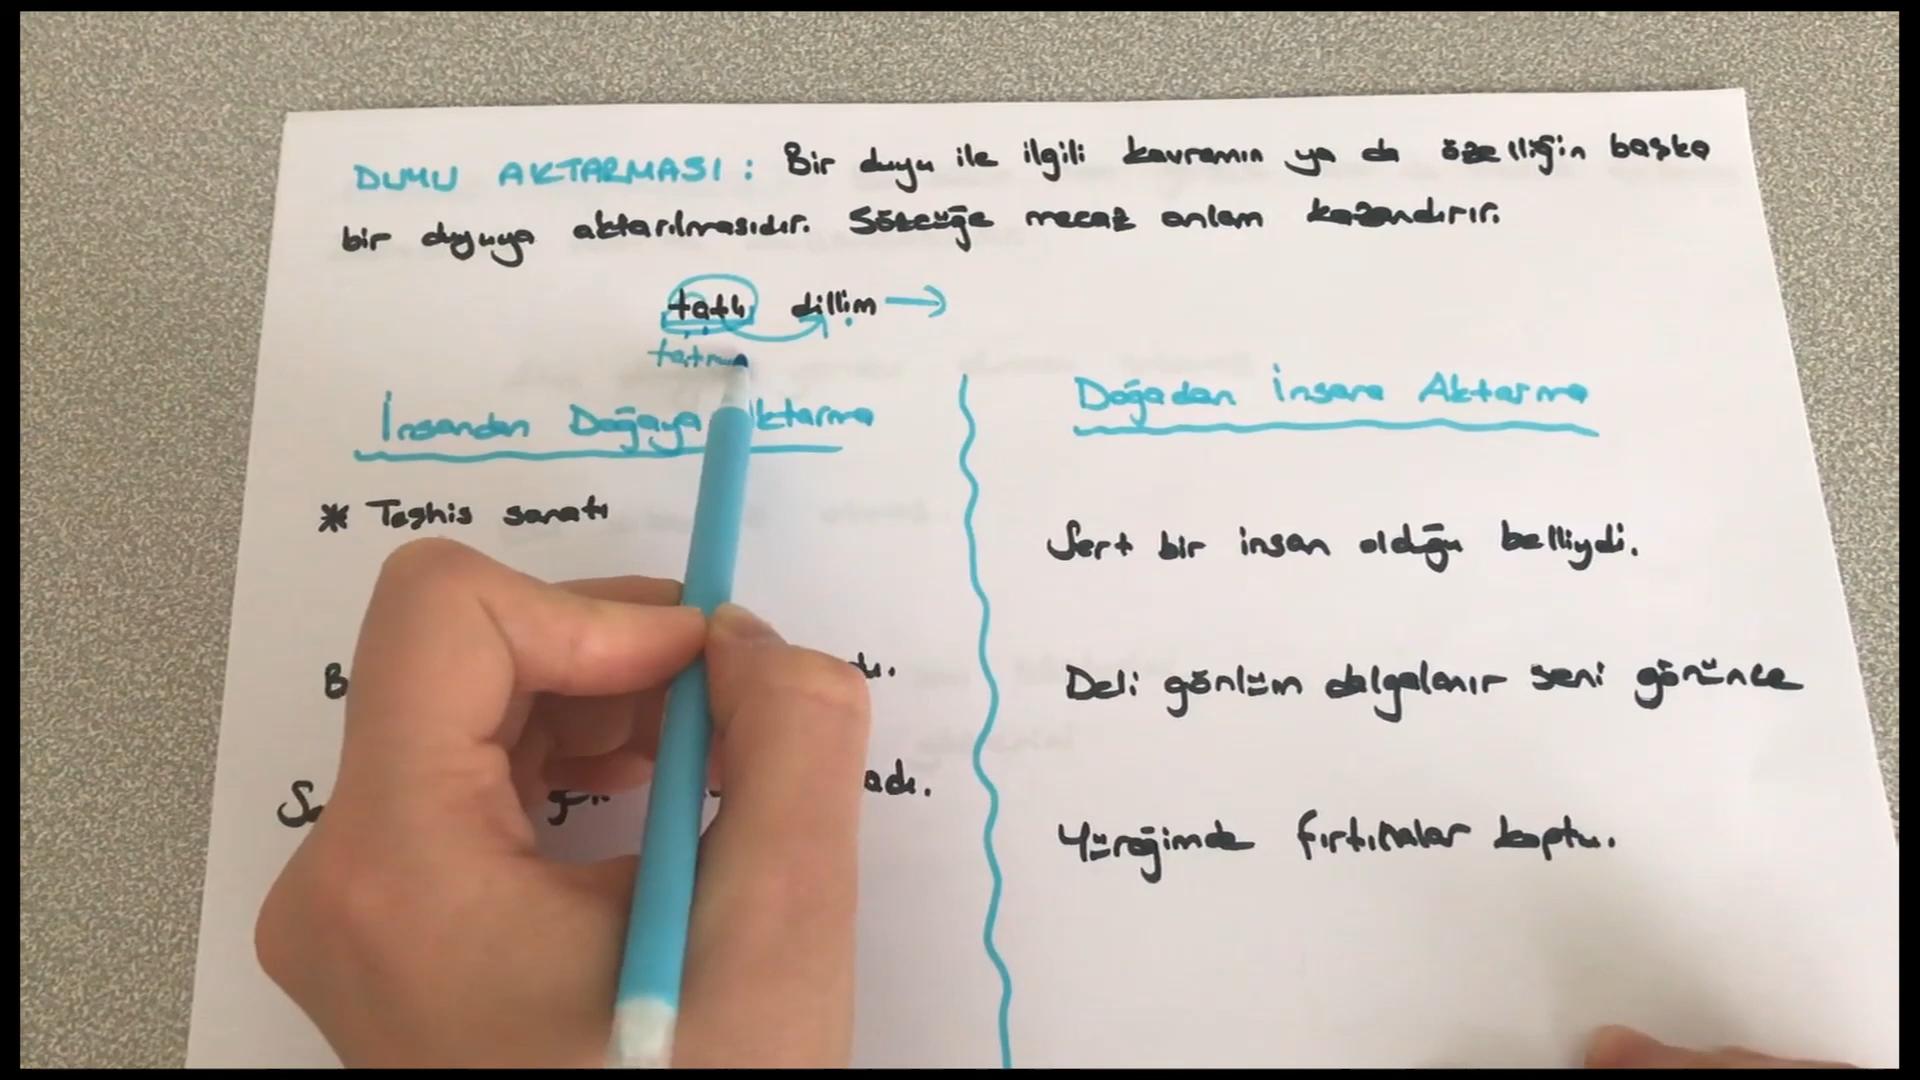 DUYU AKTARMASI: Bir duyu ile ilgili kavramın ya da özelliğin başka
bir duyuya aktarılmasıdır. Sözcüğe mecaz anlam kazandırır.
tatlı dillim →
İnsandan Doğaya Aktarma
* Teşhis sanatı
Doğadan İnsana Aktarma
Sert bir insan olduğu belliydi.
Deli gönlüm dalgalanır seni görünce
Yüreğimde fırtınalar koptu.